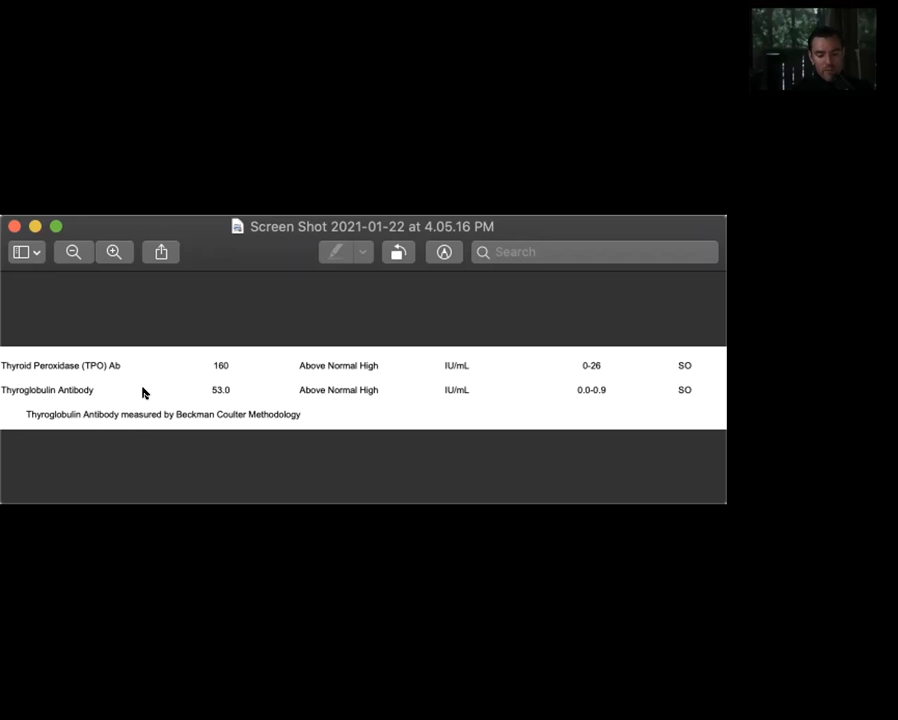 Screen Shot 2021-01-22 at 4.05.16 PM
Search
Thyroid Peroxidase (TPO) Ab 160 Above Normal High IU/mL 0-26 SO
Thyroglobulin Antibody 53.0 Above Normal High IU/mL 0.0-0.9 SO
Thyroglobulin Antibody measured by Beckman Coulter Methodology